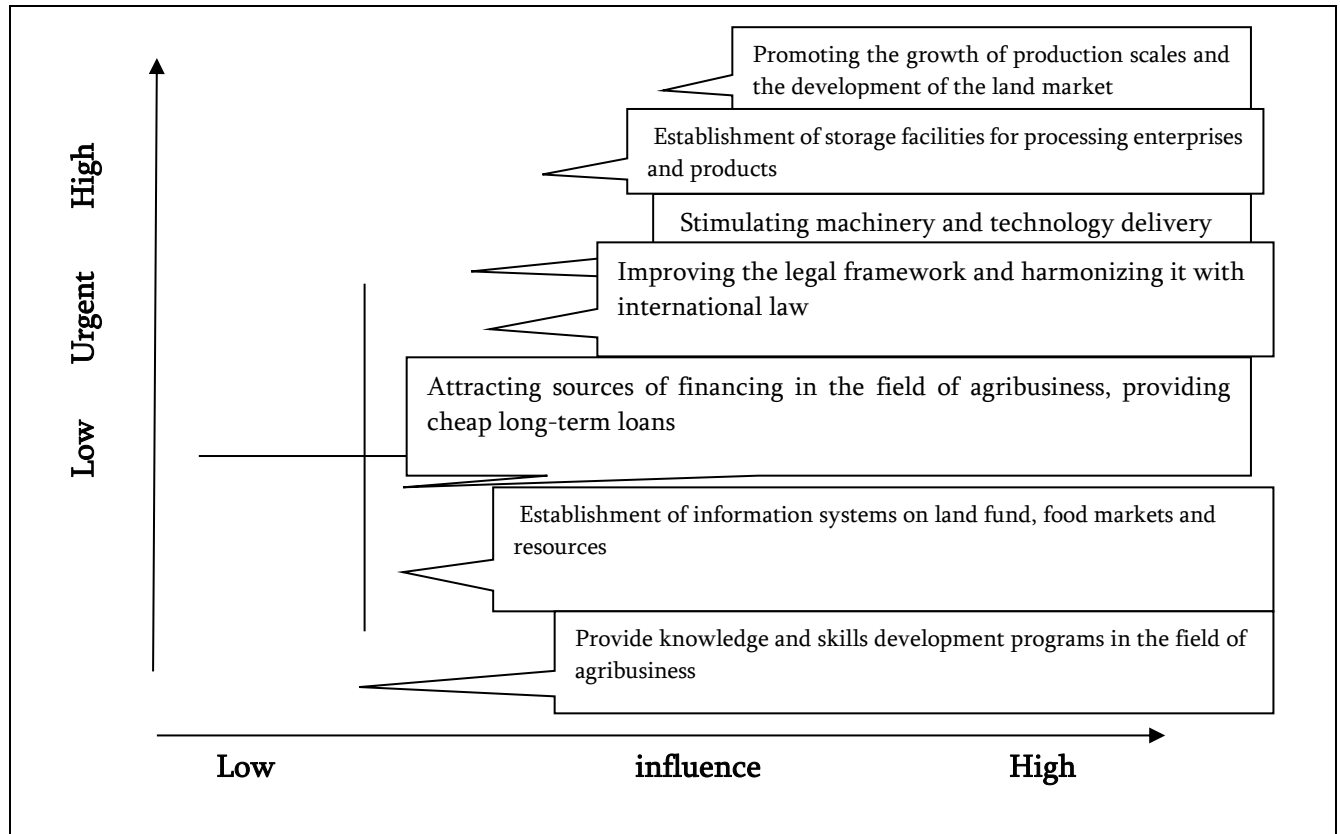 Promoting the growth of production scales and
the development of the land market
Establishment of storage facilities for processing enterprises
and products
Stimulating machinery and technology delivery
Improving the legal framework and harmonizing it with
international law
Attracting sources of financing in the field of agribusiness, providing
cheap long-term loans
Establishment of information systems on land fund, food markets and
resources
Provide knowledge and skills development programs in the field of
agribusiness
Low Urgent High
Low influence High